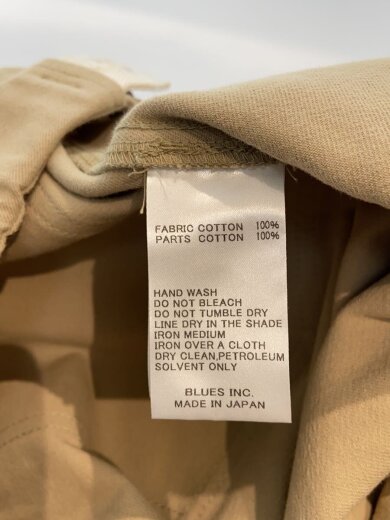 FABRIC COTTON 100%
PARTS COTTON 100%
HAND WASH
DO NOT BLEACH
DO NOT TUMBLE DRY
LINE DRY IN THE SHADE
IRON MEDIUM
IRON OVER A CLOTH
DRY CLEAN,PETROLEUM
SOLVENT ONLY
BLUES INC.
MADE IN JAPAN